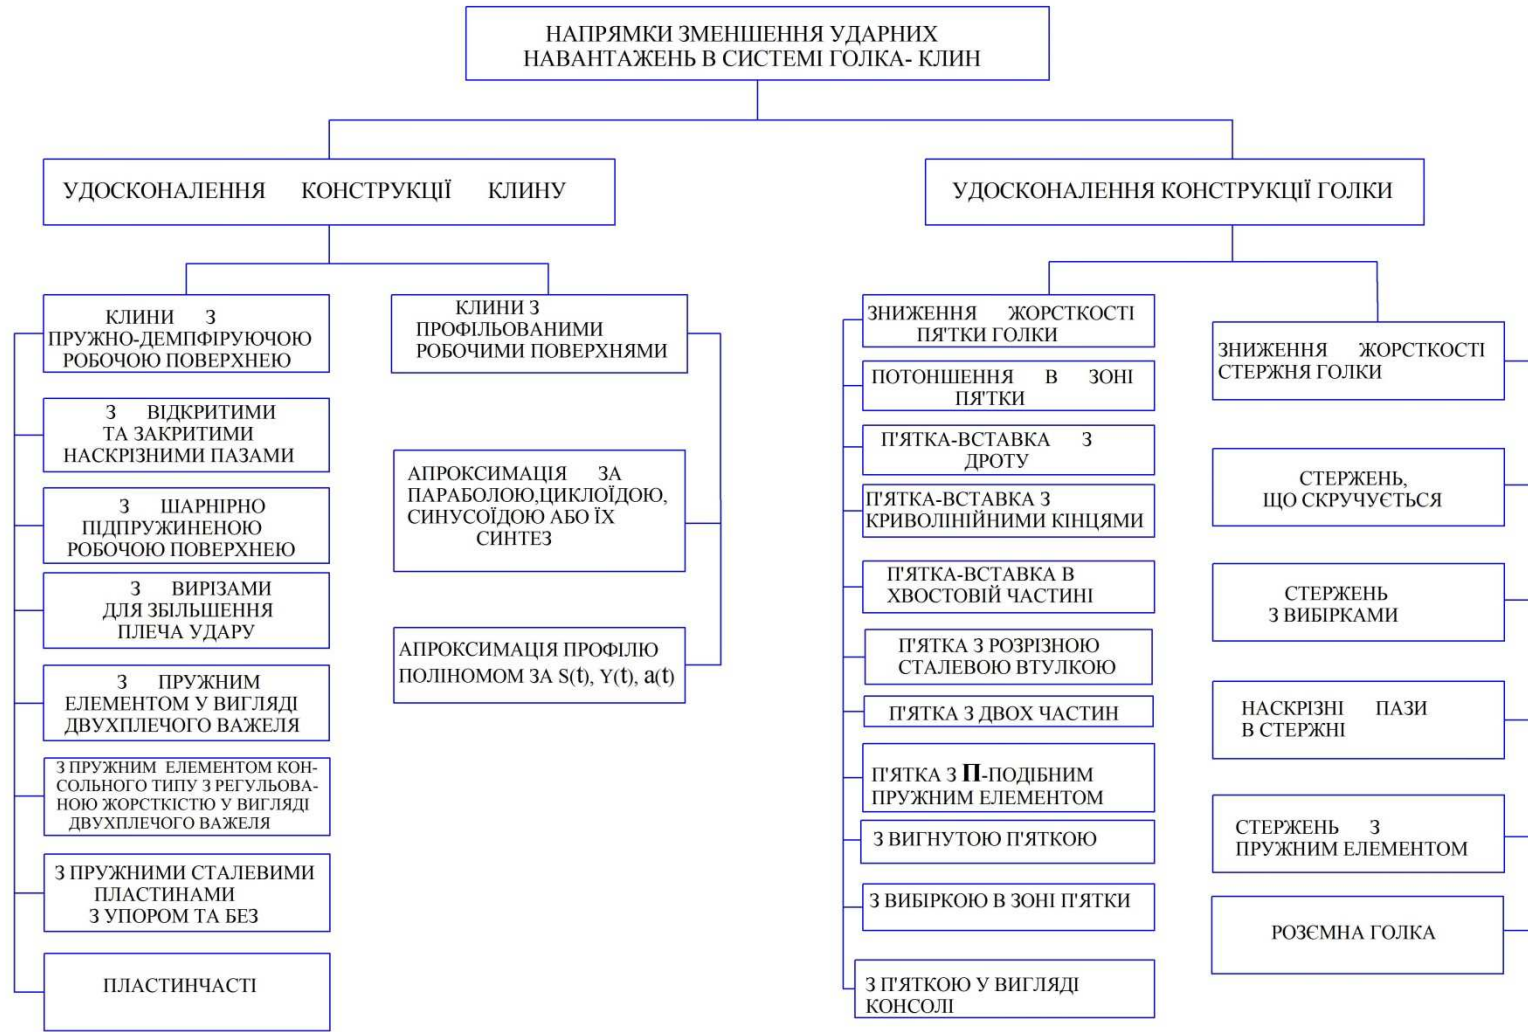 НАПРЯМКИ ЗМЕНШЕННЯ УДАРНИХ
НАВАНТАЖЕНЬ В СИСТЕМІ ГОЛКА- КЛИН
УДОСКОНАЛЕННЯ КОНСТРУКЦІЇ КЛИНУ
КЛИНИ З
ПРУЖНО-ДЕМПФІРУЮЧОЮ
РОБОЧОЮ ПОВЕРХНЕЮ
З ВІДКРИТИМИ
ТА ЗАКРИТИМИ
НАСКРІЗНИМИ ПАЗАМИ
З ШАРНІРНО
ПІДПРУЖИНЕНОЮ
РОБОЧОЮ ПОВЕРХНЕЮ
З ВИРІЗАМИ
ДЛЯ ЗБІЛЬШЕННЯ
ПЛЕЧА УДАРУ
З ПРУЖНИМ
ЕЛЕМЕНТОМ У ВИГЛЯДІ
ДВУХПЛЕЧОГО ВАЖЕЛЯ
З ПРУЖНИМ ЕЛЕМЕНТОМ КОН-
СОЛЬНОГО ТИПУ З РЕГУЛЬОВА-
НОЮ ЖОРСТКІСТЮ У ВИГЛЯДІ
ДВУХПЛЕЧОГО ВАЖЕЛЯ
З ПРУЖНИМИ СТАЛЕВИМИ
ПЛАСТИНАМИ
З УПОРОМ ТА БЕЗ
ПЛАСТИНЧАСТІ
КЛИНИ З
ПРОФІЛЬОВАНИМИ
РОБОЧИМИ ПОВЕРХНЯМИ
АПРОКСИМАЦІЯ ЗА
ПАРАБОЛОЮ,ЦИКЛОЇДОЮ,
СИНУСОЇДОЮ АБО ЇХ
СИНТЕЗ
АПРОКСИМАЦІЯ ПРОФІЛЮ
ПОЛІНОМОМ ЗА S(t), Y(t), a(t)
УДОСКОНАЛЕННЯ КОНСТРУКЦІЇ ГОЛКИ
ЗНИЖЕННЯ ЖОРСТКОСТІ
ПЯ'ТКИ ГОЛКИ
ПОТОНШЕННЯ В ЗОНІ
ПЯ'ТКИ
П'ЯТКА-ВСТАВКА З
ДРОТУ
П'ЯТКА-ВСТАВКА З
КРИВОЛІНІЙНИМИ КІНЦЯМИ
П'ЯТКА-ВСТАВКА В
ХВОСТОВІЙ ЧАСТИНІ
П'ЯТКА З РОЗРІЗНОЮ
СТАЛЕВОЮ ВТУЛКОЮ
П'ЯТКА З ДВОХ ЧАСТИН
П'ЯТКА З П-ПОДІБНИМ
ПРУЖНИМ ЕЛЕМЕНТОМ
З ВИГНУТОЮ П'ЯТКОЮ
З ВИБІРКОЮ В ЗОНІ П'ЯТКИ
З П'ЯТКОЮ У ВИГЛЯДІ
КОНСОЛІ
ЗНИЖЕННЯ ЖОРСТКОСТІ
СТЕРЖНЯ ГОЛКИ
СТЕРЖЕНЬ,
ЩО СКРУЧУЄТЬСЯ
СТЕРЖЕНЬ
З ВИБІРКАМИ
НАСКРІЗНІ ПАЗИ
В СТЕРЖНІ
СТЕРЖЕНЬ З
ПРУЖНИМ ЕЛЕМЕНТОМ
РОЗЄМНА ГОЛКА